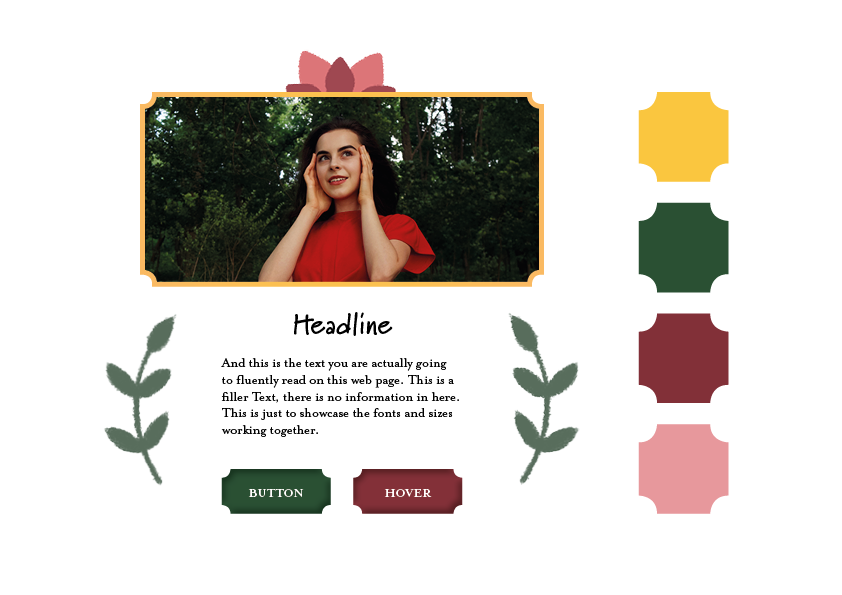 Headline
And this is the text you are actually going
to fluently read on this web page. This is a
filler Text, there is no information in here.
This is just to showcase the fonts and sizes
working together.
BUTTON
HOVER